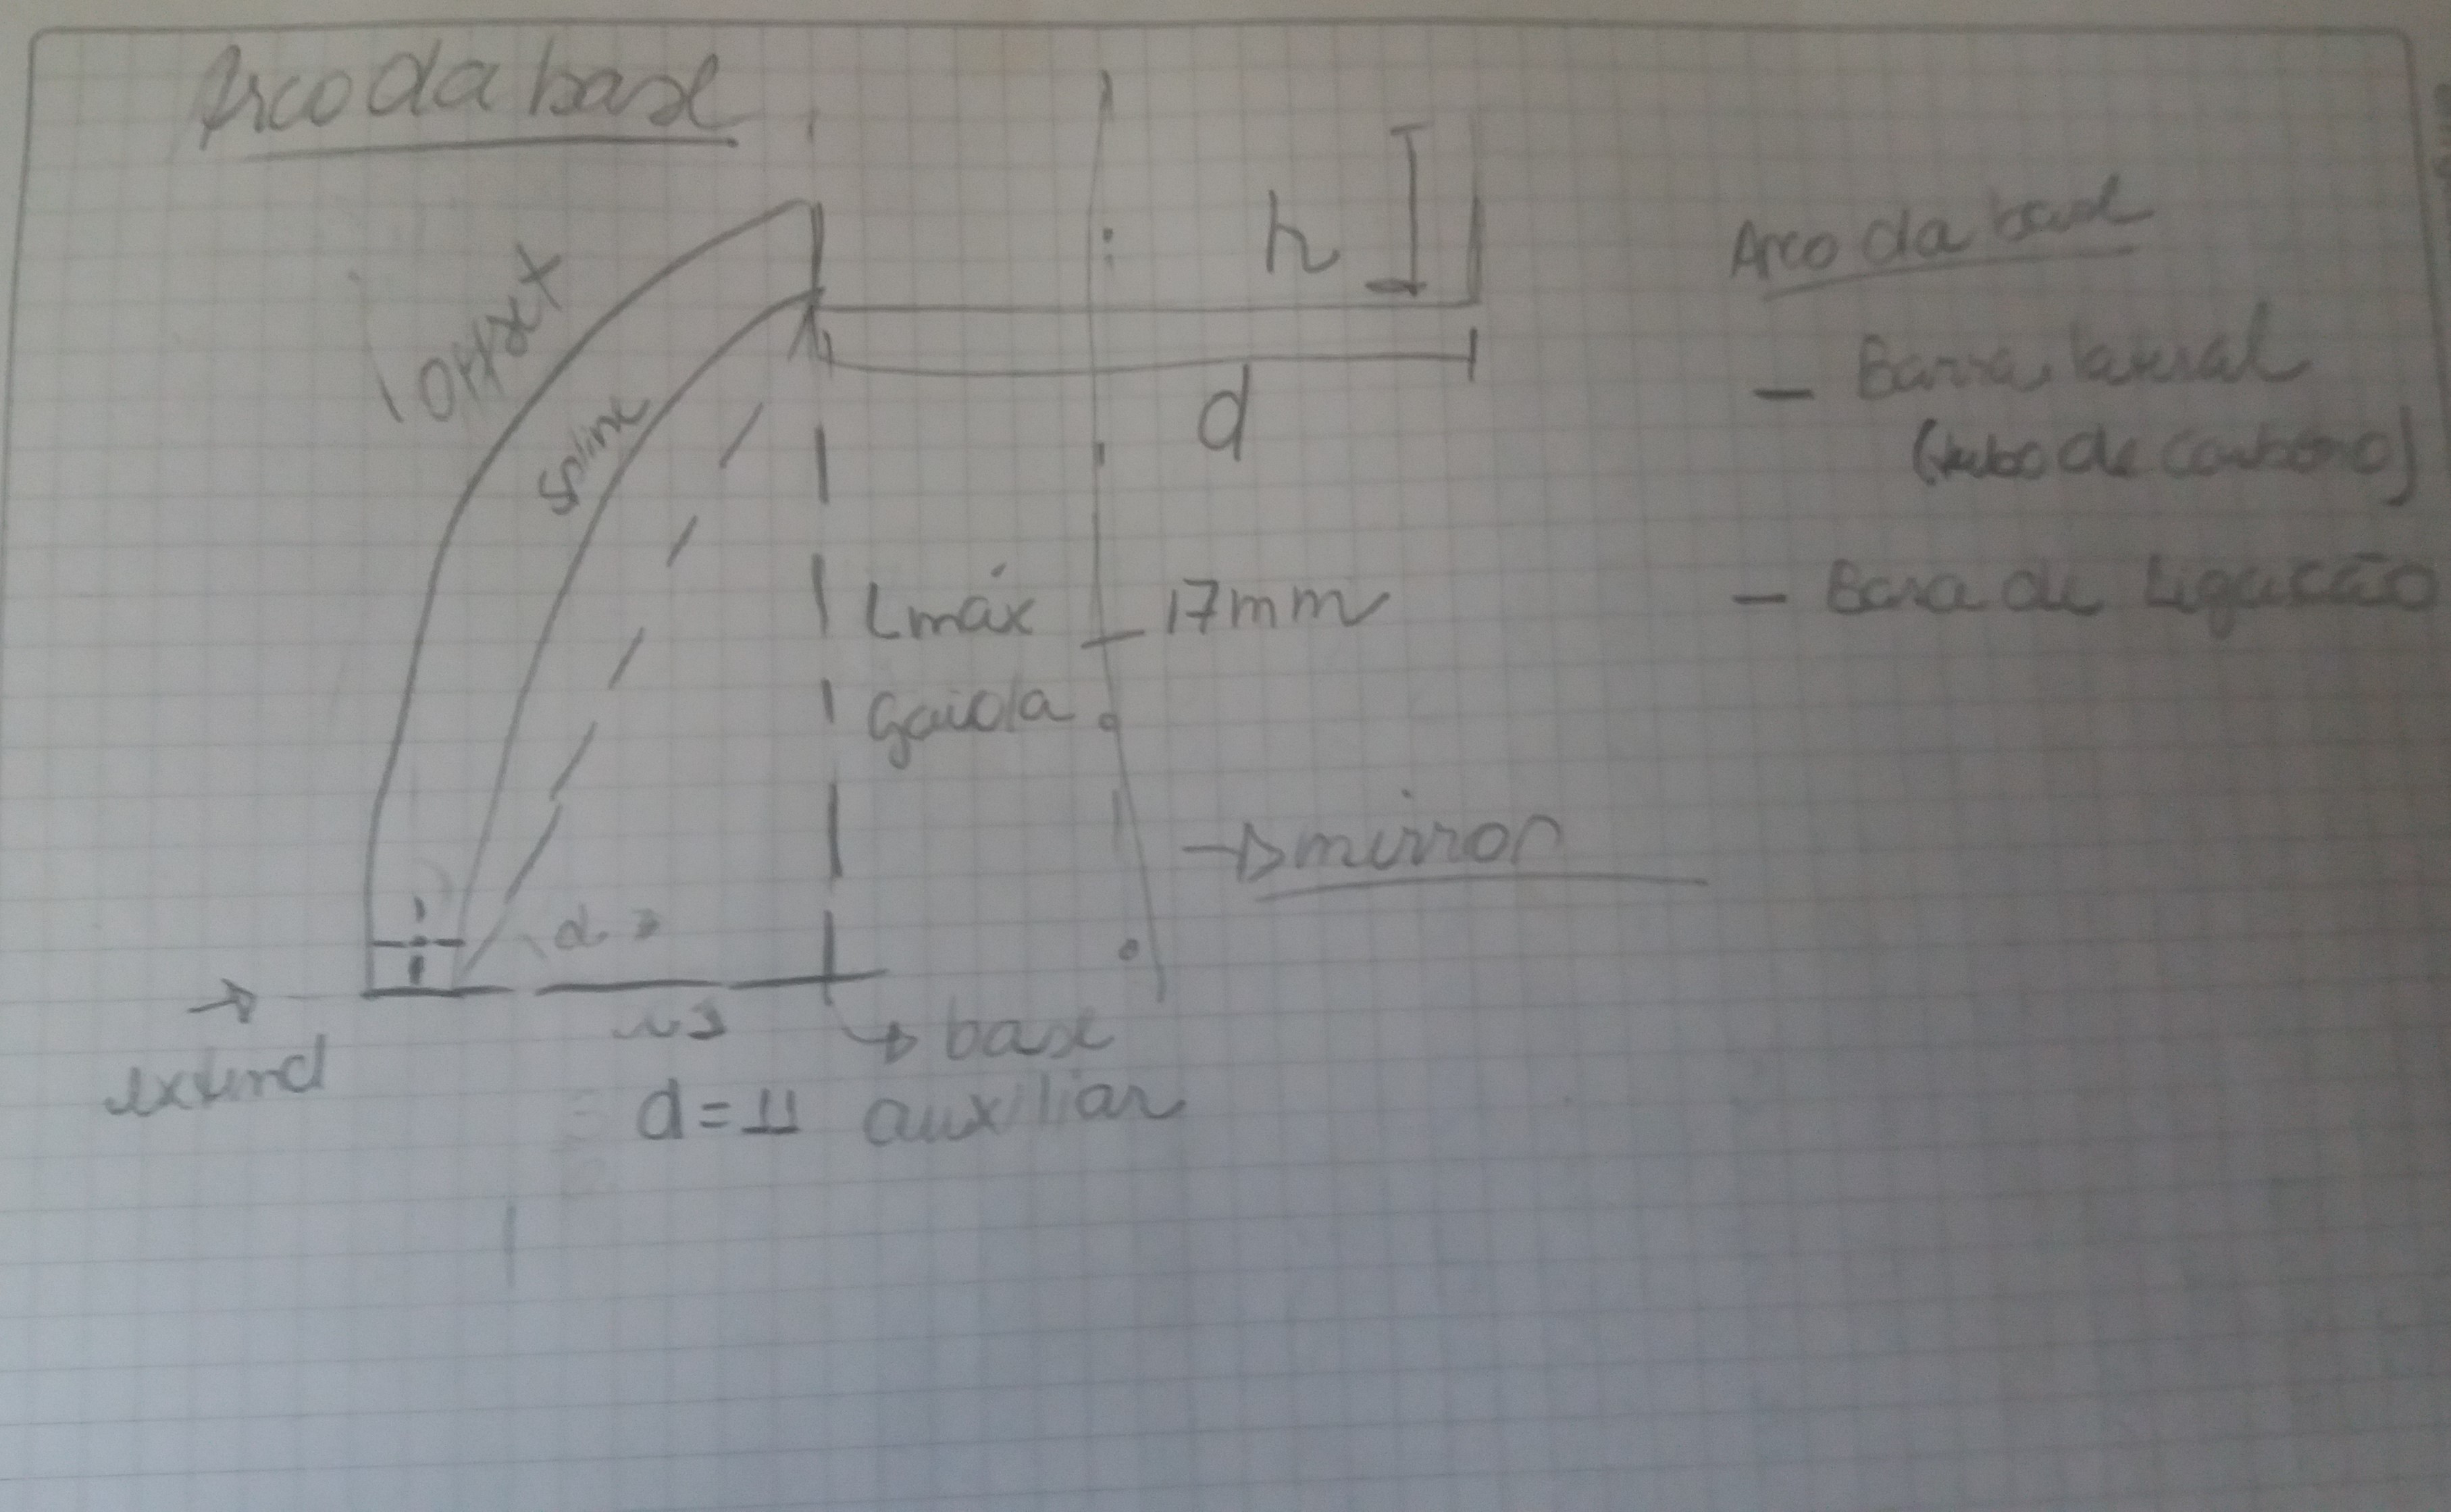 Arco da base
offset
spline
h
d
Lmáx - 17mm
gaiola
→ mirror
→
extend
→ base
d = 11 auxiliar
Arco da base
- Barra lateral
(tubo de carbono)
- Barra de Ligação